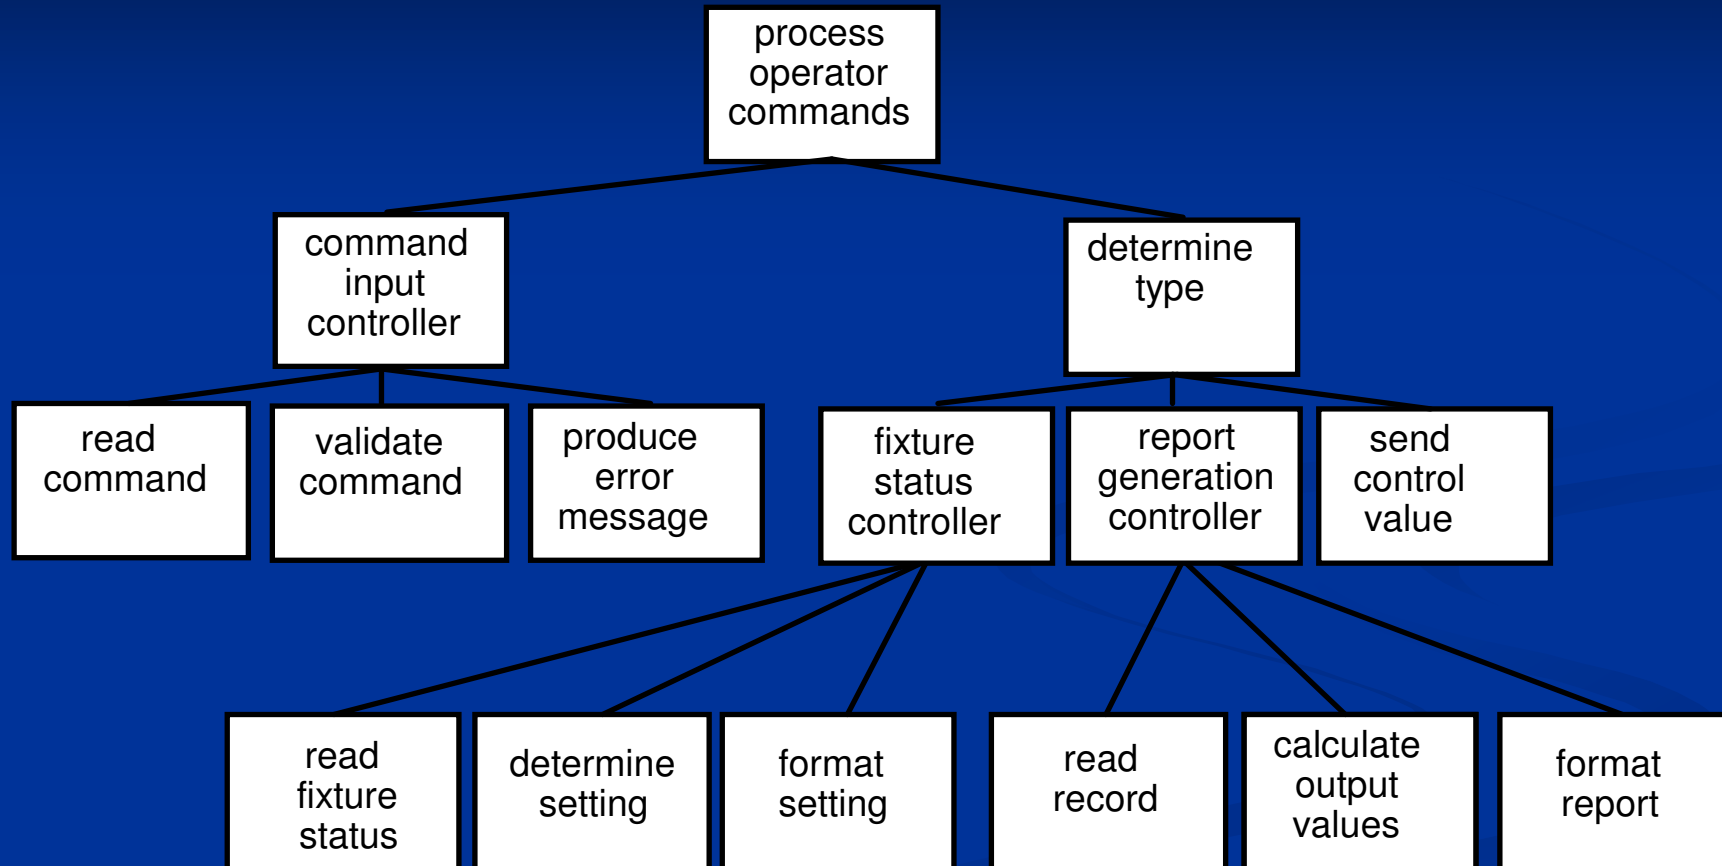 process
operator
commands
command
input
controller
determine
type
read
command
validate
command
produce
error
message
fixture
status
controller
report
generation
controller
send
control
value
read
fixture
status
determine
setting
format
setting
read
record
calculate
output
values
format
report